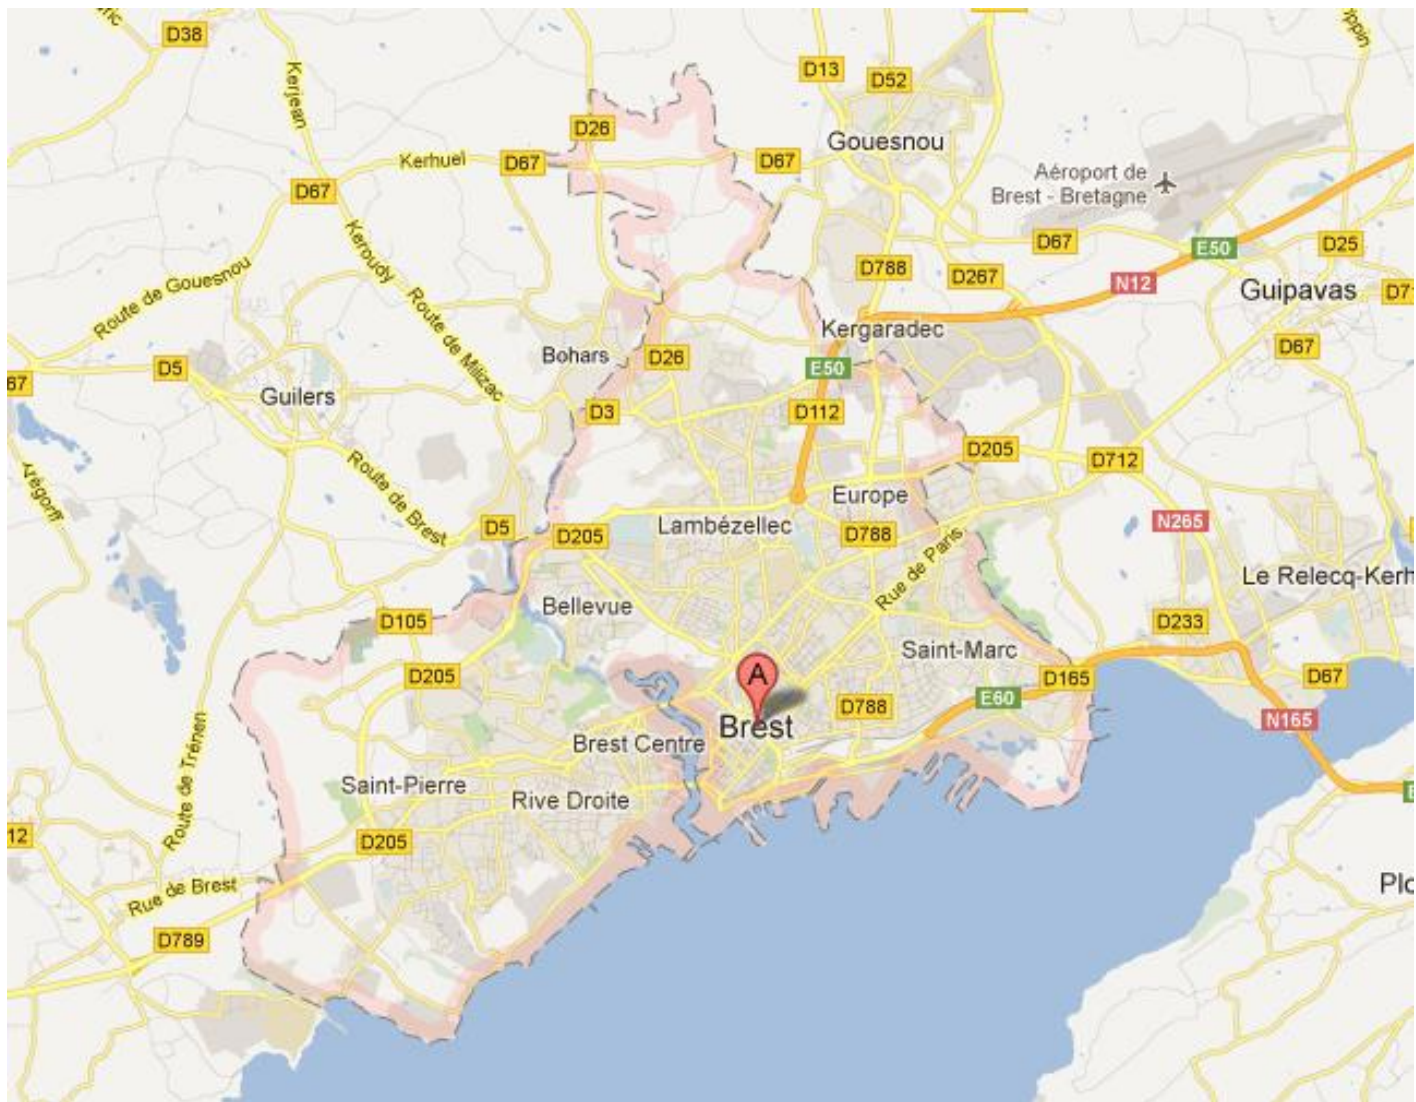 D38
Kerjean
D13
D52
D26
Gouesnou
Kerhuel
D67
D67
Aéroport de
Brest - Bretagne
D67
Keroudy
D67
E50
D25
D788
D267
N12
Guipavas
Route de Gouesnou
Route de Milizac
Kergaradec
D67
Bohars
D26
D5
E50
67
Guilers
D3
D112
D205
D712
Route de Brest
Europe
D5
Lambézellec
D205
D788
N265
Rue de Paris
Le Relecq-Kerh
Bellevue
D105
D233
Saint-Marc
D205
A
D165
D67
E60
D788
N165
Brest
Brest Centre
Route de Trénen
Saint-Pierre
Rive Droite
12
D205
Rue de Brest
Plo
D789